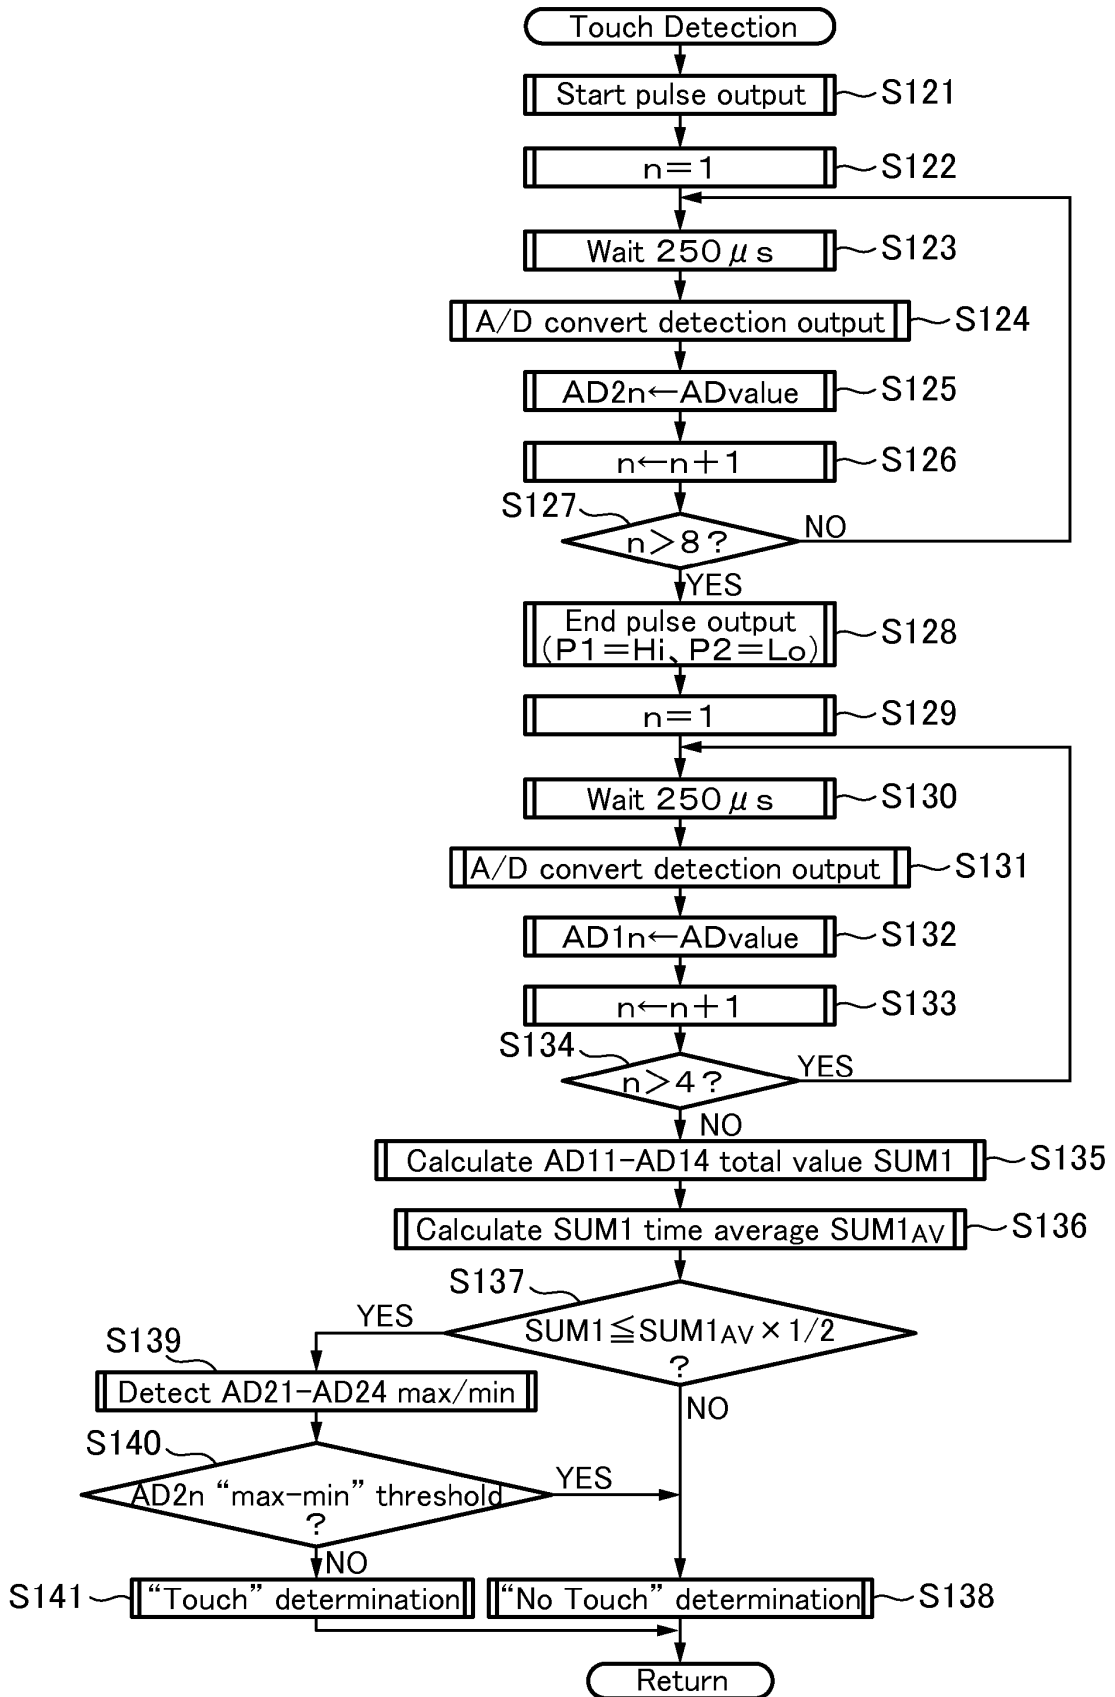 Touch Detection
Start pulse output
S121
n=1
S122
Wait 250μs
S123
A/D convert detection output
S124
AD2n←ADvalue
S125
n←n+1
S126
S127
n>8?
NO
YES
End pulse output
(P1=Hi、P2=Lo)
S128
n=1
S129
Wait 250μs
S130
A/D convert detection output
S131
AD1n←ADvalue
S132
n←n+1
S133
S134
n>4?
YES
NO
Calculate AD11-AD14 total value SUM1
S135
Calculate SUM1 time average SUM1AV
S136
S137
YES
SUM1≦SUM1AV×1/2
?
NO
S139
Detect AD21-AD24 max/min
S140
AD2n “max-min” threshold
?
YES
NO
S141
“Touch” determination
“No Touch” determination
S138
Return